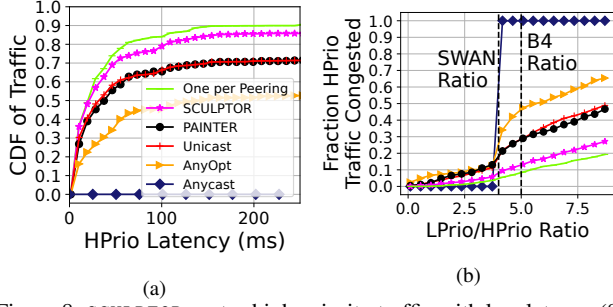 CDF of Traffic
1.0
0.9
0.8
0.7
0.6
0.5
0.4
0.3
0.2
0.1
0.0
One per Peering
SCULPTOR
PAINTER
Unicast
AnyOpt
Anycast
0
100
200
HPrio Latency (ms)
(a)
Fraction HPrio
Traffic Congested
1.0
0.9
0.8
0.7
0.6
0.5
0.4
0.3
0.2
0.1
0.0
SWAN
Ratio
B4
Ratio
0.0
2.5
5.0
7.5
LPrio/HPrio Ratio
(b)